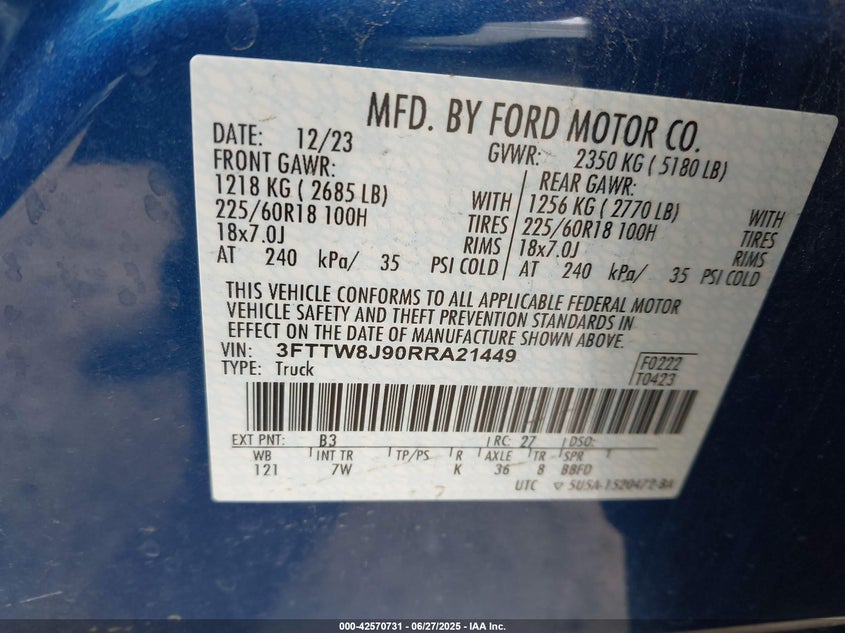 MFD. BY FORD MOTOR CO.
DATE: 12/23 GVWR: 2350 KG ( 5180 LB)
FRONT GAWR: REAR GAWR:
1218 KG ( 2685 LB) WITH 1256 KG ( 2770 LB) WITH
225/60R18 100H TIRES 225/60R18 100H TIRES
18x7.0J RIMS 18x7.0J RIMS
AT 240 kPa/ 35 PSI COLD AT 240 kPa/ 35 PSI COLD
THIS VEHICLE CONFORMS TO ALL APPLICABLE FEDERAL MOTOR
VEHICLE SAFETY AND THEFT PREVENTION STANDARDS IN
EFFECT ON THE DATE OF MANUFACTURE SHOWN ABOVE.
VIN: 3FTTW8J90RRA21449 F0222
TYPE: Truck T0423
EXT PNT: B3 RC: 27 DSO:
WB INT TR TP/PS R AXLE TR SPR
121 7W K 36 8 BBFD
UTC 5USA-1520472-BA
000-42570731 - 06/27/2025 - IAA Inc.